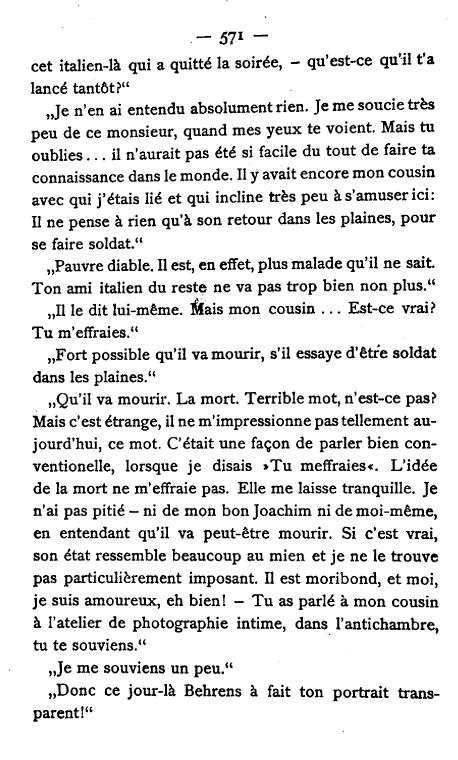 — 571 —
cet italien-là qui a quitté la soirée, – qu'est-ce qu'il t'a
lancé tantôt?“
„Je n'en ai entendu absolument rien. Je me soucie très
peu de ce monsieur, quand mes yeux te voient. Mais tu
oublies... il n'aurait pas été si facile du tout de faire ta
connaissance dans le monde. Il y avait encore mon cousin
avec qui j'étais lié et qui incline très peu à s'amuser ici:
Il ne pense à rien qu'à son retour dans les plaines, pour
se faire soldat.“
„Pauvre diable. Il est, en effet, plus malade qu'il ne sait.
Ton ami italien du reste ne va pas trop bien non plus.“
„Il le dit lui-même. Mais mon cousin ... Est-ce vrai?
Tu m'effraies.“
„Fort possible qu'il va mourir, s'il essaye d'être soldat
dans les plaines.“
„Qu'il va mourir. La mort. Terrible mot, n'est-ce pas?
Mais c'est étrange, il ne m'impressionne pas tellement au-
jourd'hui, ce mot. C'était une façon de parler bien con-
ventionelle, lorsque je disais ›Tu meffraies‹. L'idée
de la mort ne m'effraie pas. Elle me laisse tranquille. Je
n'ai pas pitié – ni de mon bon Joachim ni de moi-même,
en entendant qu'il va peut-être mourir. Si c'est vrai,
son état ressemble beaucoup au mien et je ne le trouve
pas particulièrement imposant. Il est moribond, et moi,
je suis amoureux, eh bien! – Tu as parlé à mon cousin
à l'atelier de photographie intime, dans l'antichambre,
tu te souviens.“
„Je me souviens un peu.“
„Donc ce jour-là Behrens à fait ton portrait trans-
parent!“